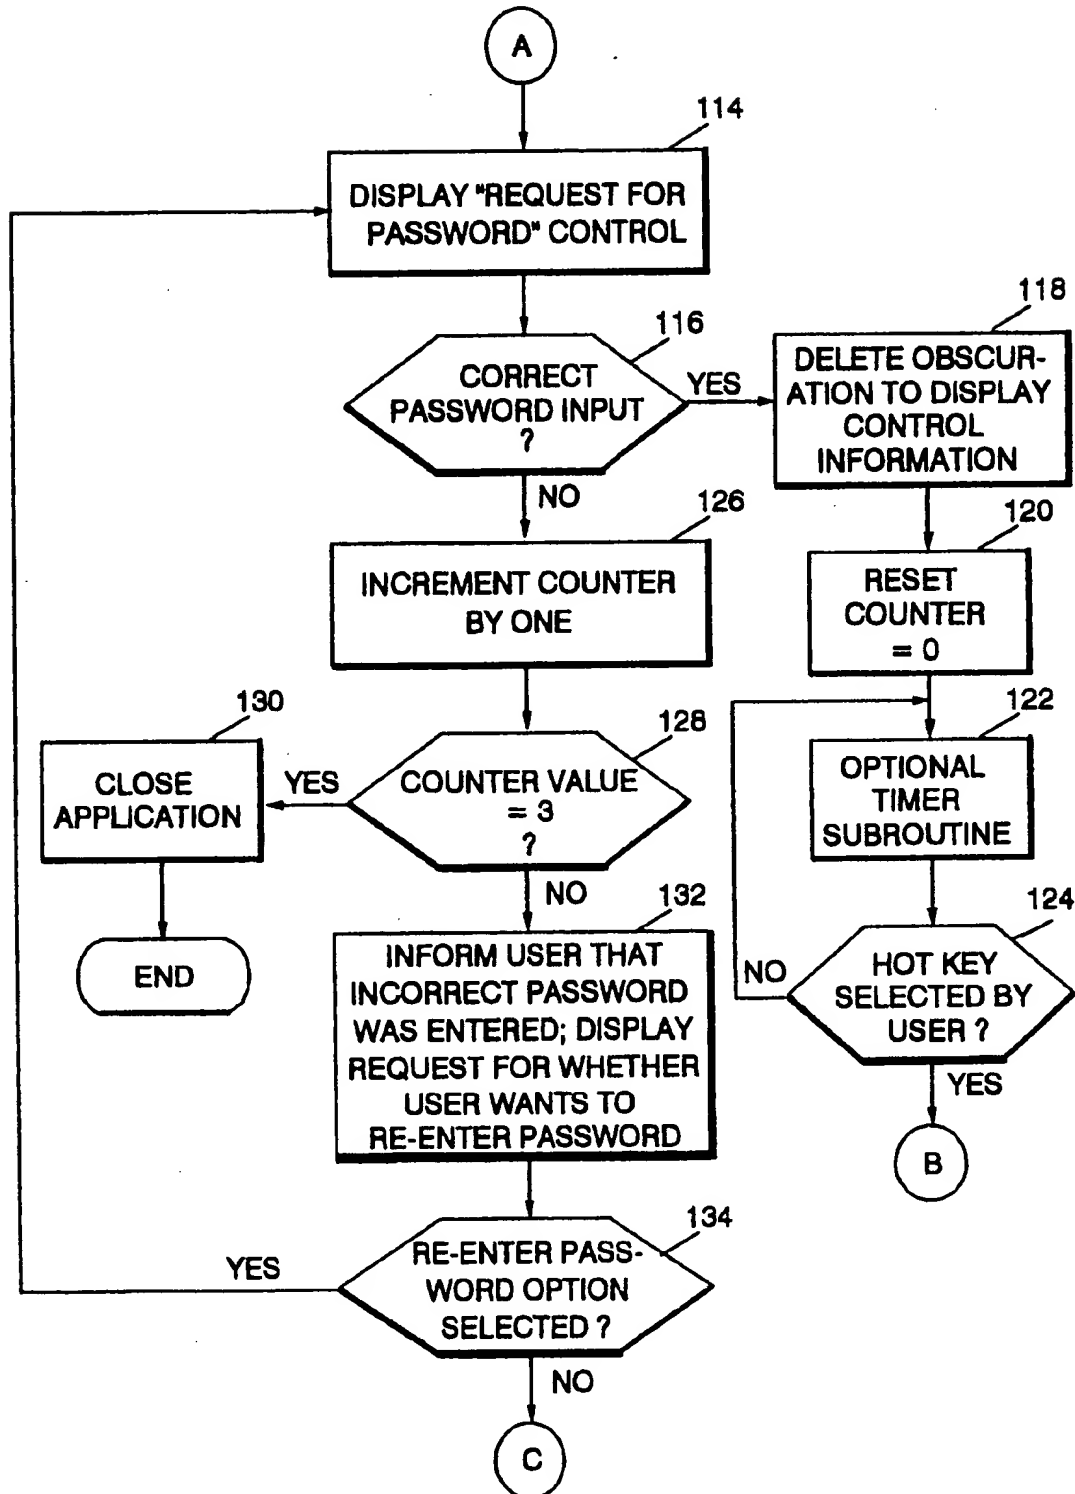 A
114
DISPLAY "REQUEST FOR
PASSWORD" CONTROL
116
CORRECT
PASSWORD INPUT
?
YES
NO
118
DELETE OBSCUR-
ATION TO DISPLAY
CONTROL
INFORMATION
120
RESET
COUNTER
= 0
122
OPTIONAL
TIMER
SUBROUTINE
124
HOT KEY
SELECTED BY
USER ?
NO
YES
B
126
INCREMENT COUNTER
BY ONE
128
COUNTER VALUE
= 3
?
YES
NO
130
CLOSE
APPLICATION
END
132
INFORM USER THAT
INCORRECT PASSWORD
WAS ENTERED; DISPLAY
REQUEST FOR WHETHER
USER WANTS TO
RE-ENTER PASSWORD
134
RE-ENTER PASS-
WORD OPTION
SELECTED ?
YES
NO
C